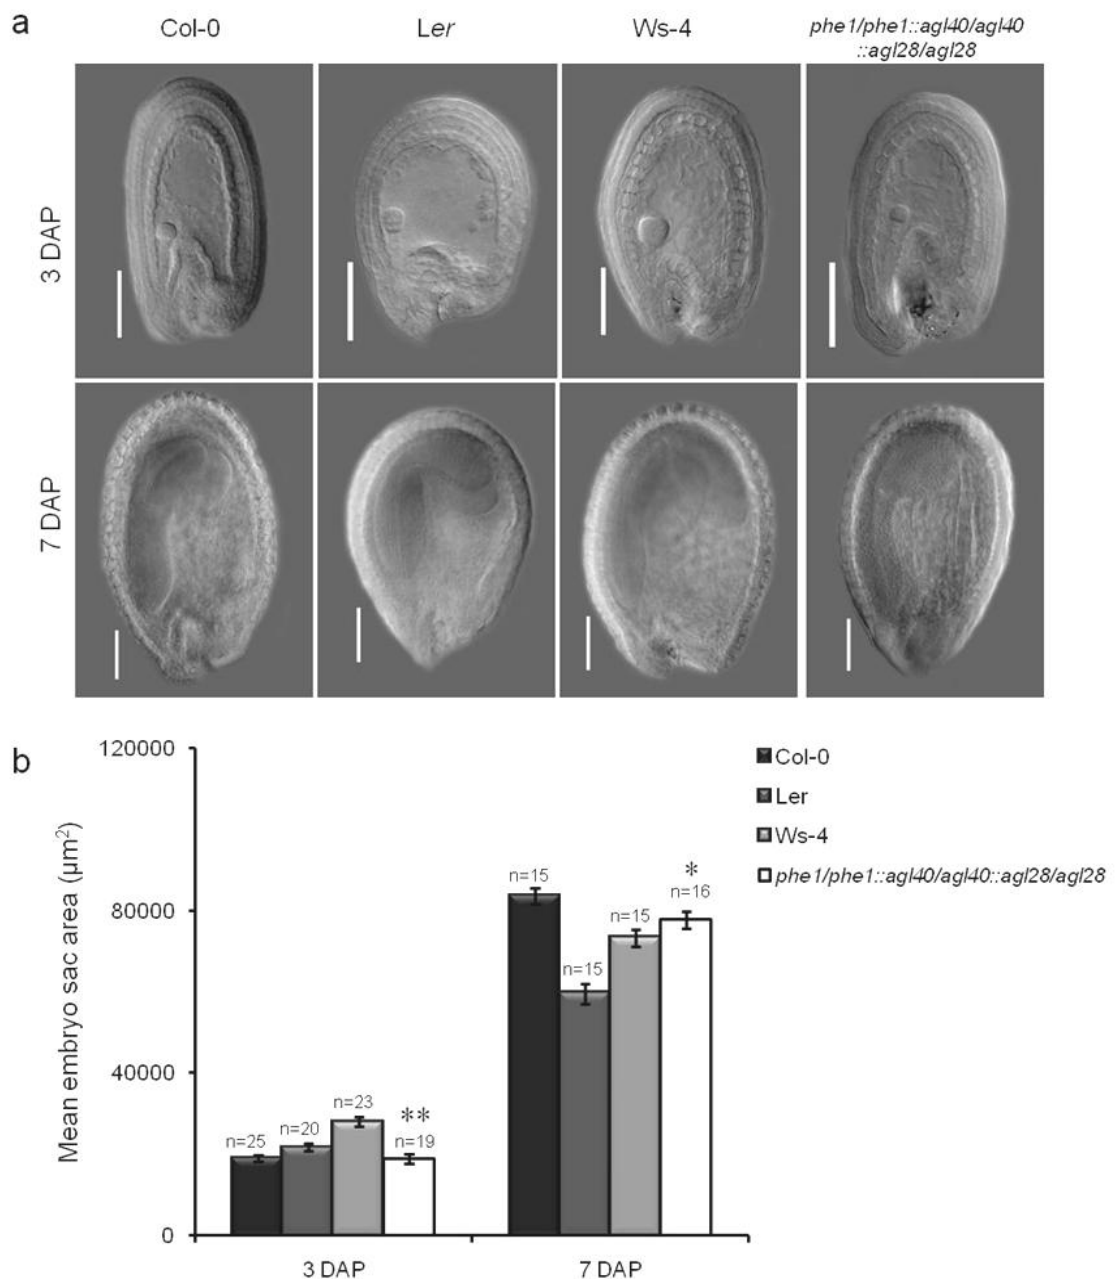 a
Col-0
Ler
Ws-4
phe1/phe1::agl40/agl40
::agl28/agl28
3 DAP
7 DAP
b
Mean embryo sac area (µm²)
120000
80000
40000
0
n=25
n=20
n=23
**
n=19
n=15
n=15
n=15
*
n=16
3 DAP
7 DAP
Col-0
Ler
Ws-4
phe1/phe1::agl40/agl40::agl28/agl28